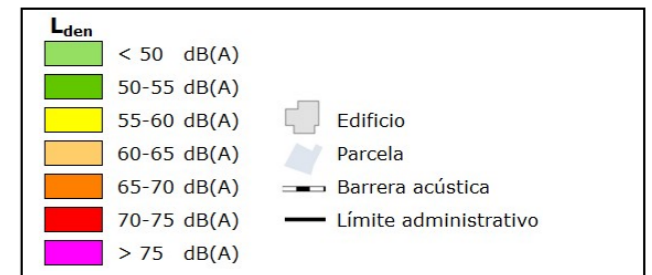 Lden
< 50 dB(A)
50-55 dB(A)
55-60 dB(A)
60-65 dB(A)
65-70 dB(A)
70-75 dB(A)
> 75 dB(A)
Edificio
Parcela
Barrera acústica
Límite administrativo